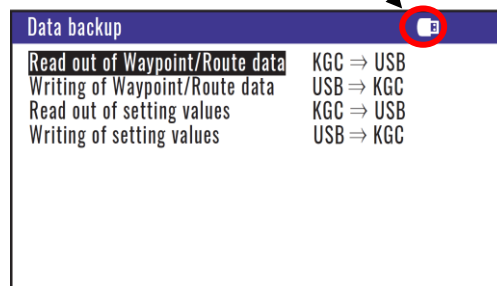 Data backup
Read out of Waypoint/Route data KGC ⇒ USB
Writing of Waypoint/Route data USB ⇒ KGC
Read out of setting values KGC ⇒ USB
Writing of setting values USB ⇒ KGC